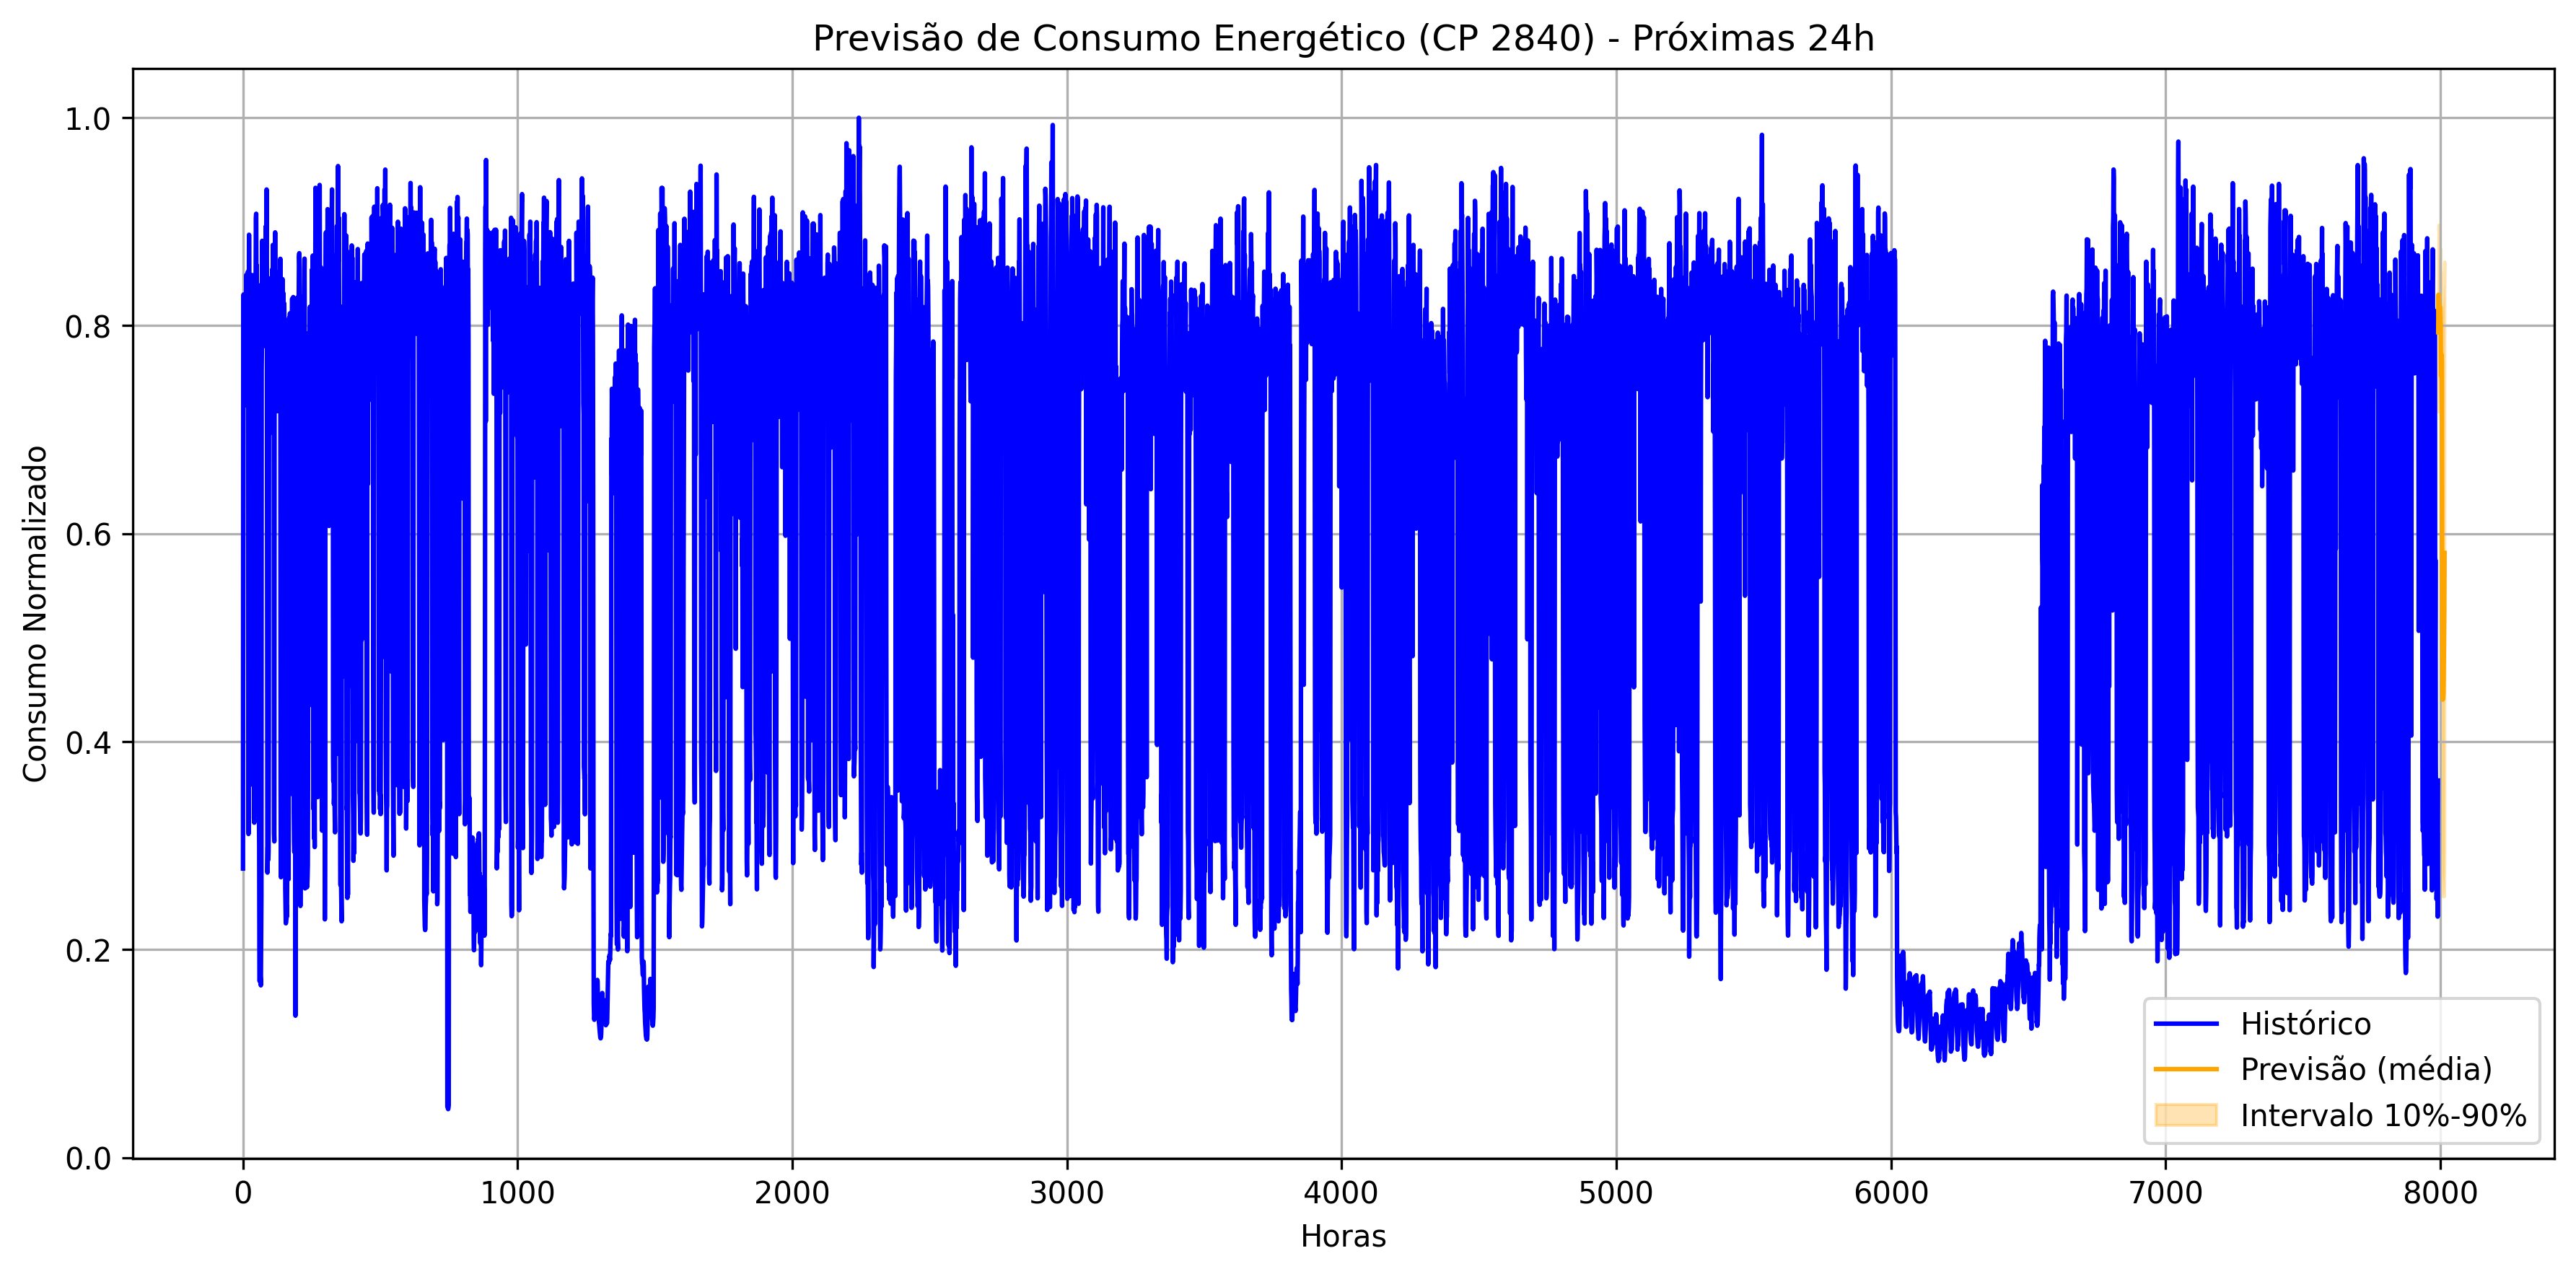 Previsão de Consumo Energético (CP 2840) - Próximas 24h
Consumo Normalizado
1.0
0.8
0.6
0.4
0.2
0.0
0 1000 2000 3000 4000 5000 6000 7000 8000
Horas
Histórico
Previsão (média)
Intervalo 10%-90%